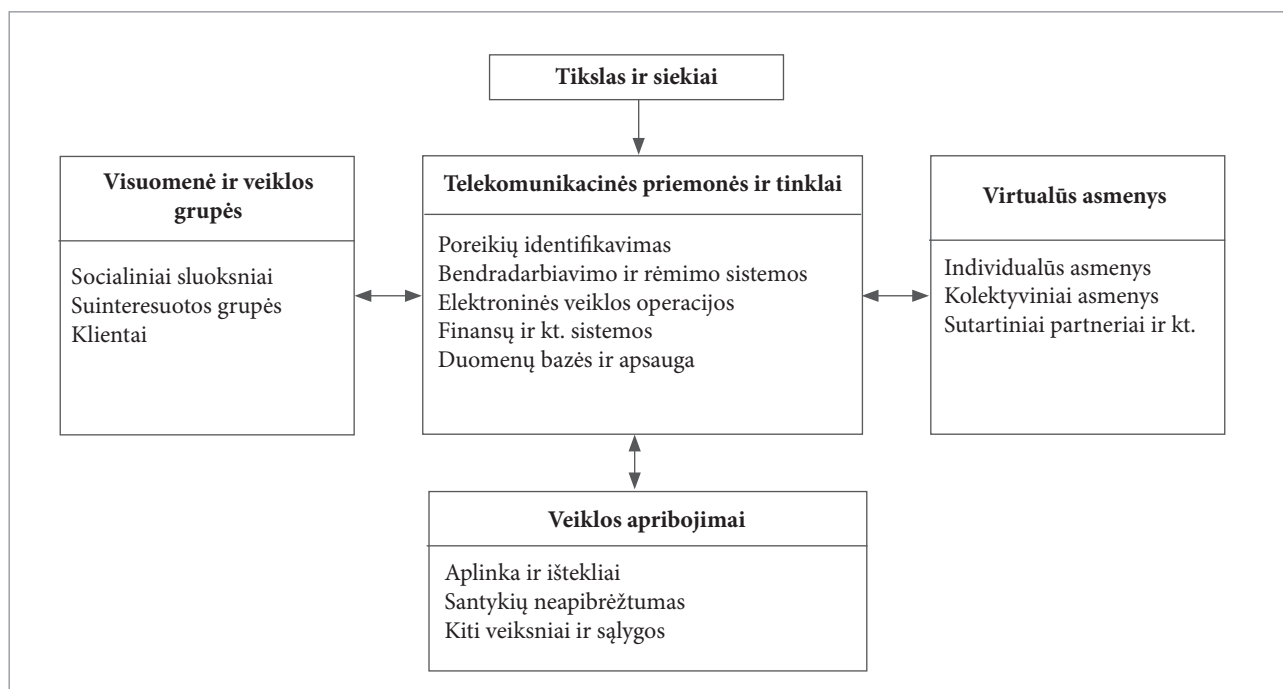 Tikslas ir siekiai
Visuomenė ir veiklos
grupės
Socialiniai sluoksniai
Suinteresuotos grupės
Klientai
Telekomunikacinės priemonės ir tinklai
Poreikių identifikavimas
Bendradarbiavimo ir rėmimo sistemos
Elektroninės veiklos operacijos
Finansų ir kt. sistemos
Duomenų bazės ir apsauga
Virtualūs asmenys
Individualūs asmenys
Kolektyviniai asmenys
Sutartiniai partneriai ir kt.
Veiklos apribojimai
Aplinka ir ištekliai
Santykių neapibrėžtumas
Kiti veiksniai ir sąlygos